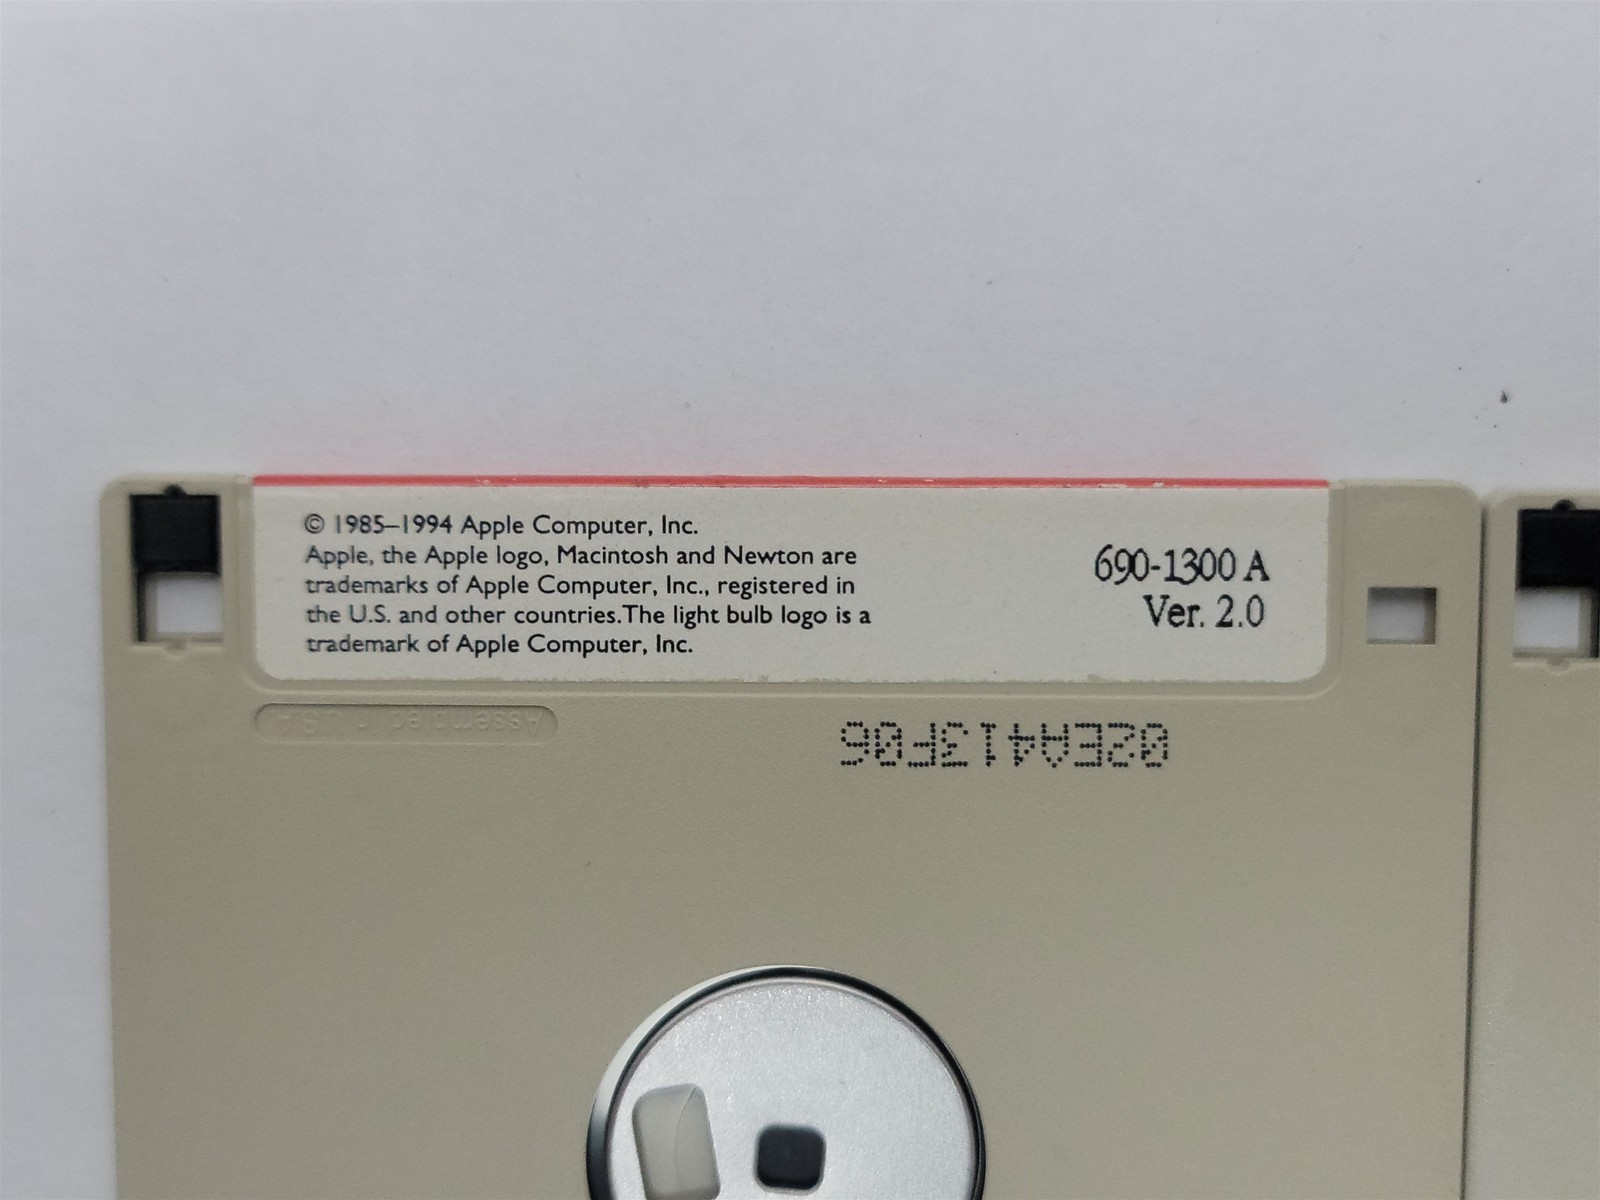 © 1985–1994 Apple Computer, Inc.
Apple, the Apple logo, Macintosh and Newton are
trademarks of Apple Computer, Inc., registered in
the U.S. and other countries.The light bulb logo is a
trademark of Apple Computer, Inc.
690-1300 A
Ver. 2.0
Assembled in U.S.A.
02EA413F06